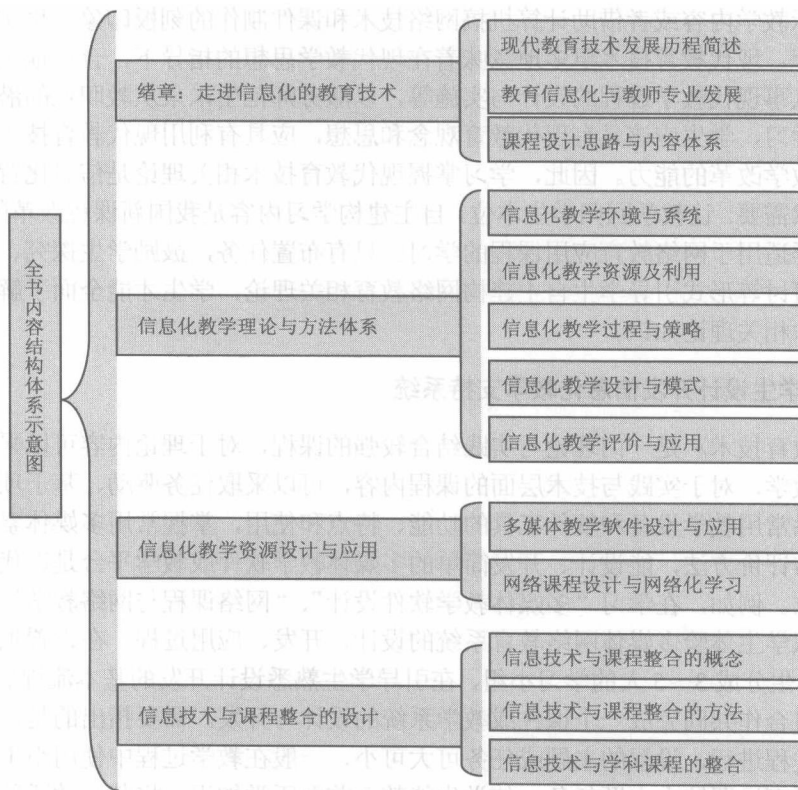 全书内容结构体系示意图
绪章：走进信息化的教育技术
现代教育技术发展历程简述
教育信息化与教师专业发展
课程设计思路与内容体系
信息化教学理论与方法体系
信息化教学环境与系统
信息化教学资源及利用
信息化教学过程与策略
信息化教学设计与模式
信息化教学评价与应用
信息化教学资源设计与应用
多媒体教学软件设计与应用
网络课程设计与网络化学习
信息技术与课程整合的设计
信息技术与课程整合的概念
信息技术与课程整合的方法
信息技术与学科课程的整合